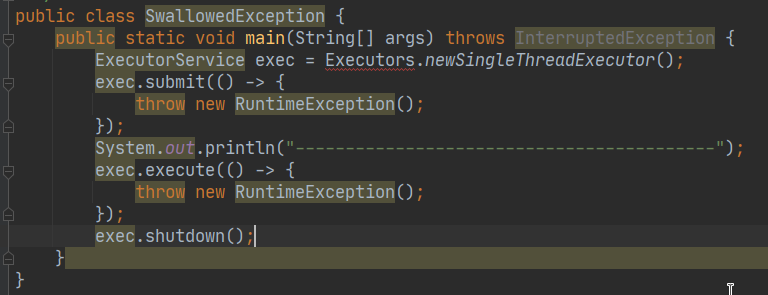 public class SwallowedException {
    public static void main(String[] args) throws InterruptedException {
        ExecutorService exec = Executors.newSingleThreadExecutor();
        exec.submit(() -> {
            throw new RuntimeException();
        });
        System.out.println("------------------------------------------");
        exec.execute(() -> {
            throw new RuntimeException();
        });
        exec.shutdown();
    }
}